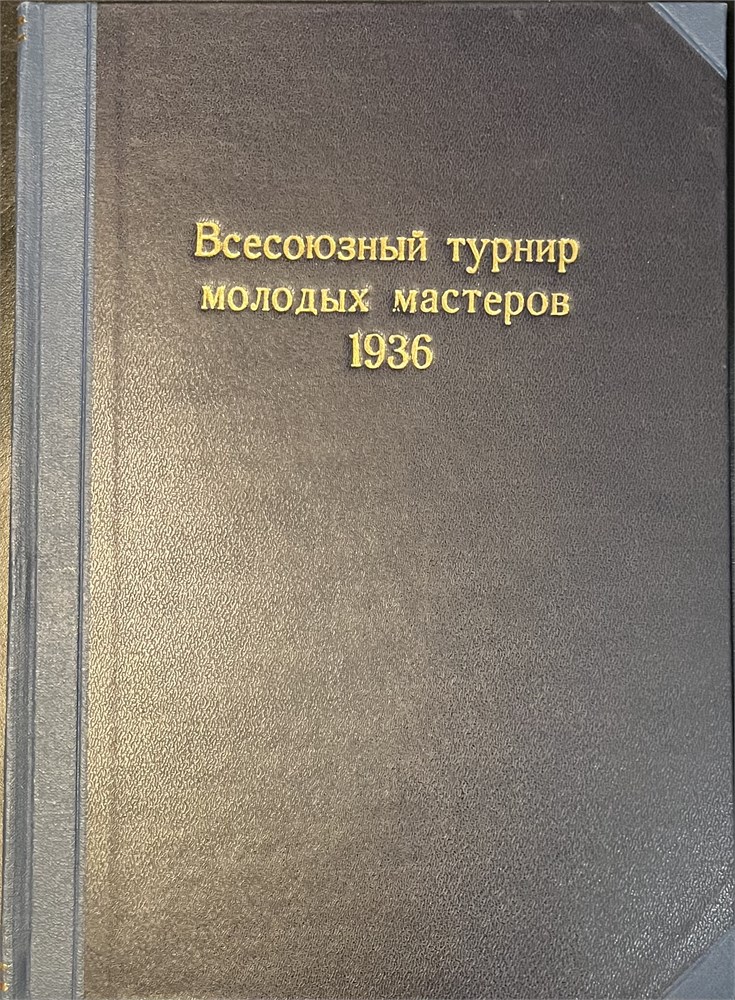 Всесоюзный турнир
молодых мастеров
1936